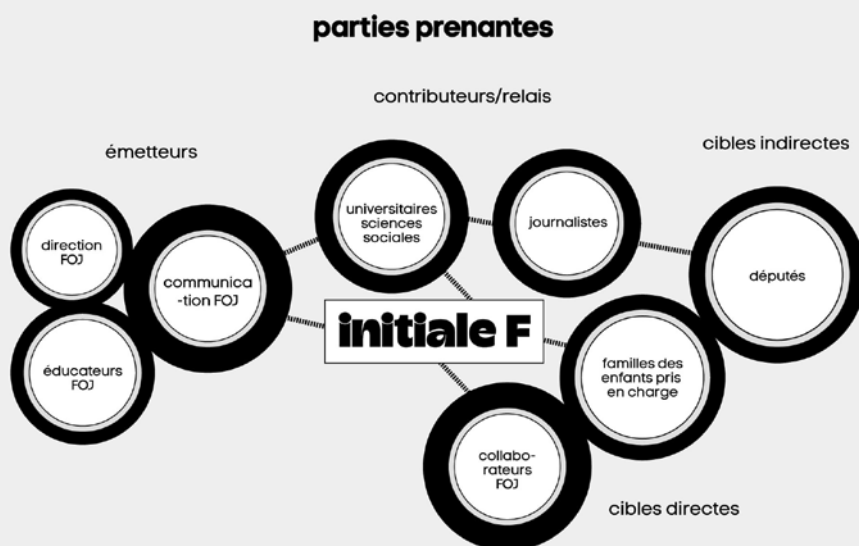 parties prenantes
contributeurs/relais
émetteurs
cibles indirectes
direction
FOJ
communica
-tion FOJ
éducateurs
FOJ
universitaires
sciences
sociales
journalistes
députés
initiale F
familles des
enfants pris
en charge
collabo-
rateurs
FOJ
cibles directes